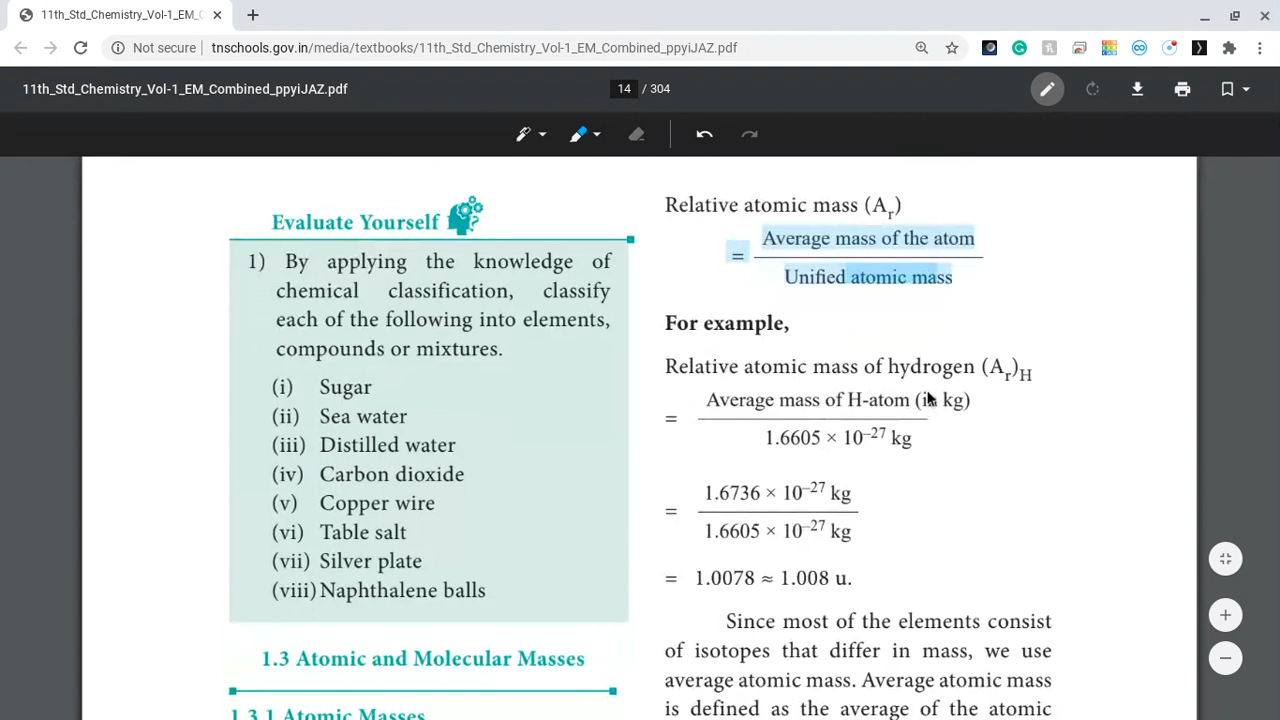 11th_Std_Chemistry_Vol-1_EM_C
Not secure
tnschools.gov.in/media/textbooks/11th_Std_Chemistry_Vol-1_EM_Combined_ppyiJAZ.pdf
11th_Std_Chemistry_Vol-1_EM_Combined_ppyiJAZ.pdf
14 / 304
Evaluate Yourself
1) By applying the knowledge of
chemical classification, classify
each of the following into elements,
compounds or mixtures.
(i) Sugar
(ii) Sea water
(iii) Distilled water
(iv) Carbon dioxide
(v) Copper wire
(vi) Table salt
(vii) Silver plate
(viii) Naphthalene balls
1.3 Atomic and Molecular Masses
1.3.1 Atomic Masses
Relative atomic mass (Aᵣ)
= Average mass of the atom
Unified atomic mass
For example,
Relative atomic mass of hydrogen (Aᵣ)H
= Average mass of H-atom (in kg)
1.6605 × 10⁻²⁷ kg
= 1.6736 × 10⁻²⁷ kg
1.6605 × 10⁻²⁷ kg
= 1.0078 ≈ 1.008 u.
Since most of the elements consist
of isotopes that differ in mass, we use
average atomic mass. Average atomic mass
is defined as the average of the atomic